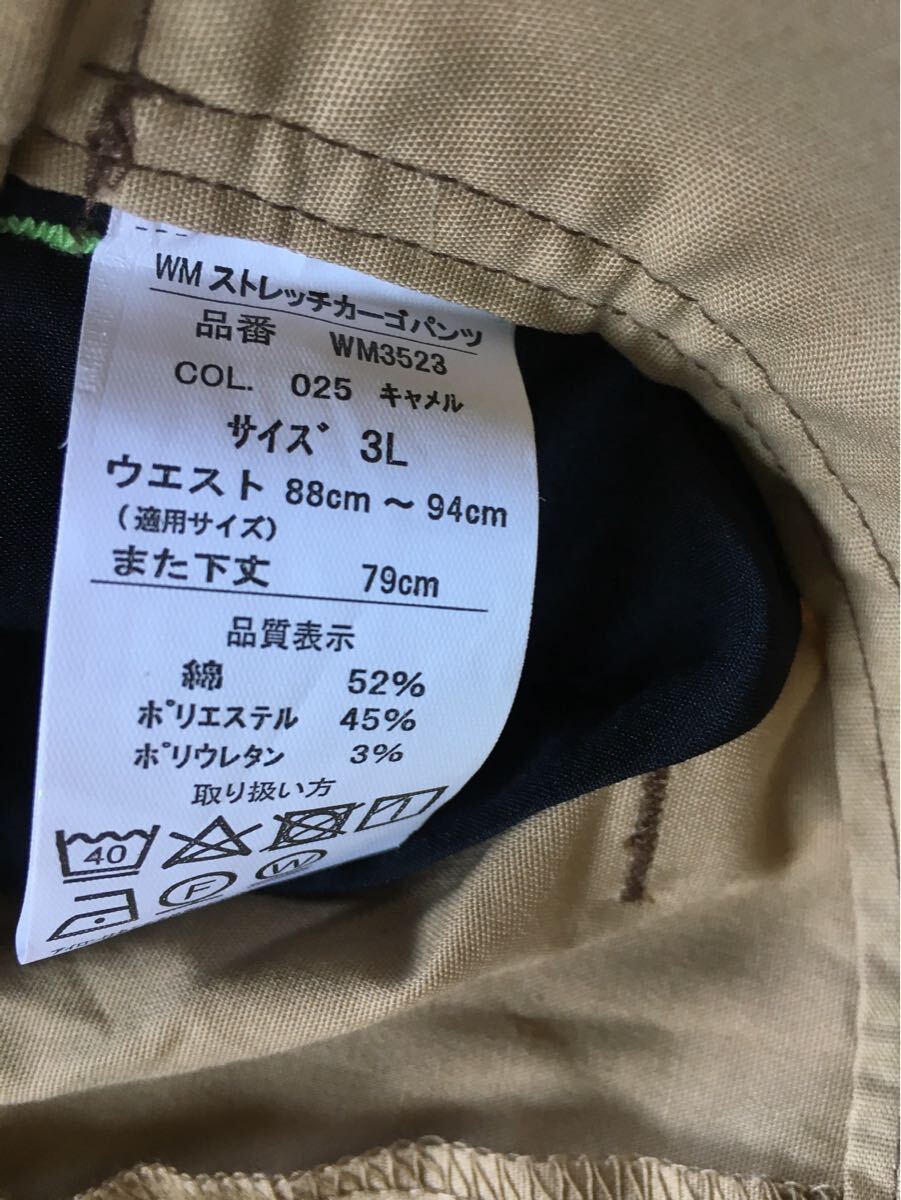 WM ストレッチカーゴパンツ
品番 WM3523
COL. 025 キャメル
サイズ 3L
ウエスト 88cm ～ 94cm
(適用サイズ)
また下丈 79cm
品質表示
綿 52%
ポリエステル 45%
ポリウレタン 3%
取り扱い方
40
F W